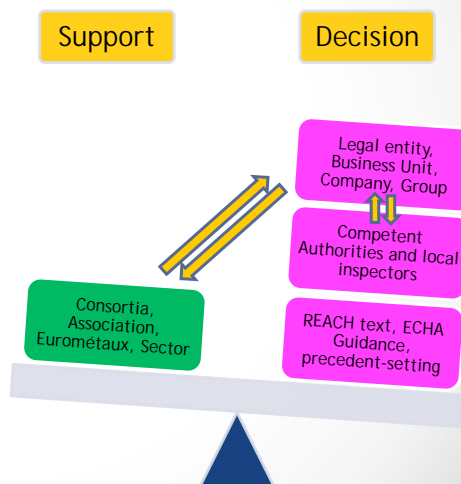 Support
Decision
Legal entity,
Business Unit,
Company, Group
Competent
Authorities and local
inspectors
Consortia,
Association,
Eurométaux, Sector
REACH text, ECHA
Guidance,
precedent-setting